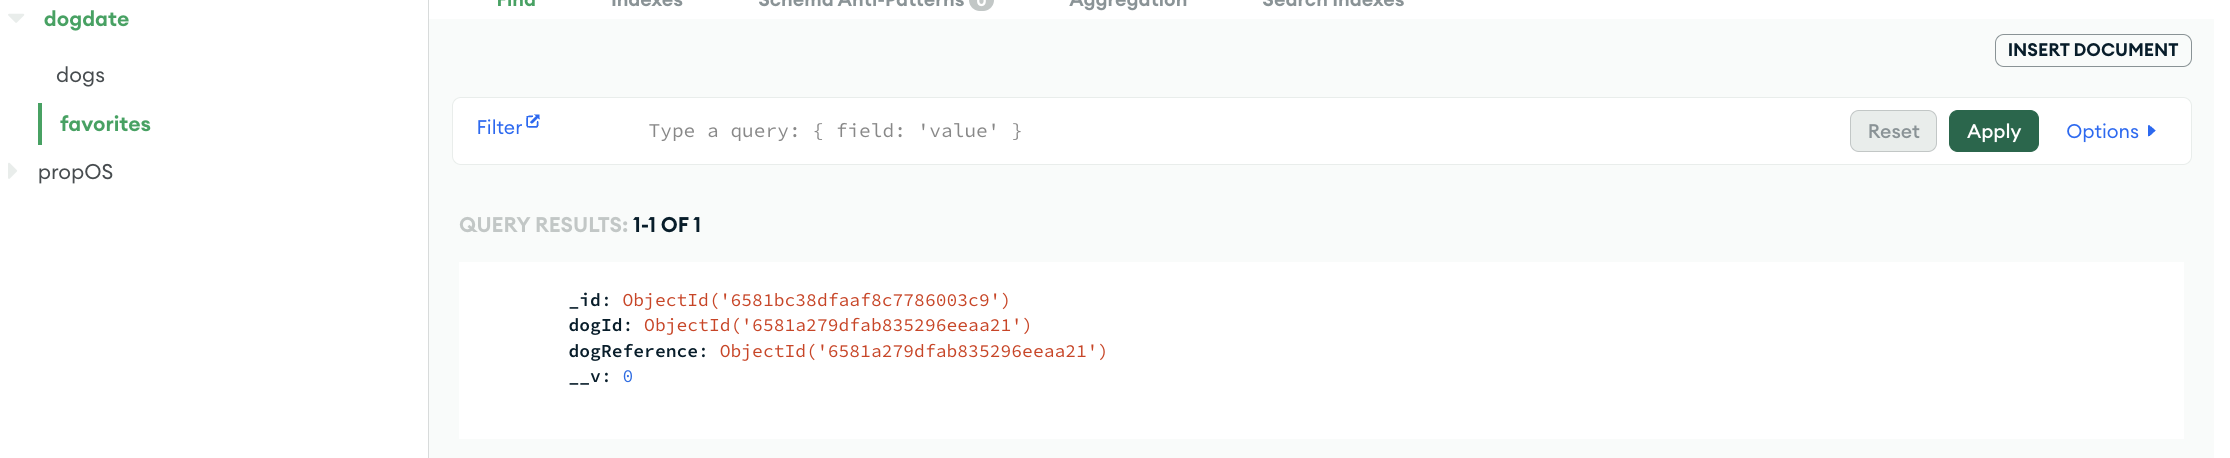 dogdate
dogs
favorites
propOS
Find Indexes Schema Anti-Patterns 0 Aggregation Search Indexes
INSERT DOCUMENT
Filter Type a query: { field: 'value' } Reset Apply Options
QUERY RESULTS: 1-1 OF 1
_id: ObjectId('6581bc38dfaaf8c7786003c9')
dogId: ObjectId('6581a279dfab835296eeaa21')
dogReference: ObjectId('6581a279dfab835296eeaa21')
__v: 0